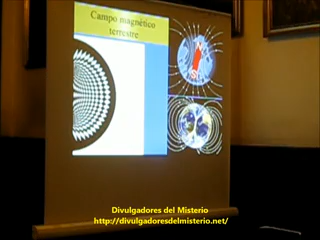 Campo magnético
terrestre
Divulgadores del Misterio
http://divulgadoresdelmisterio.net/